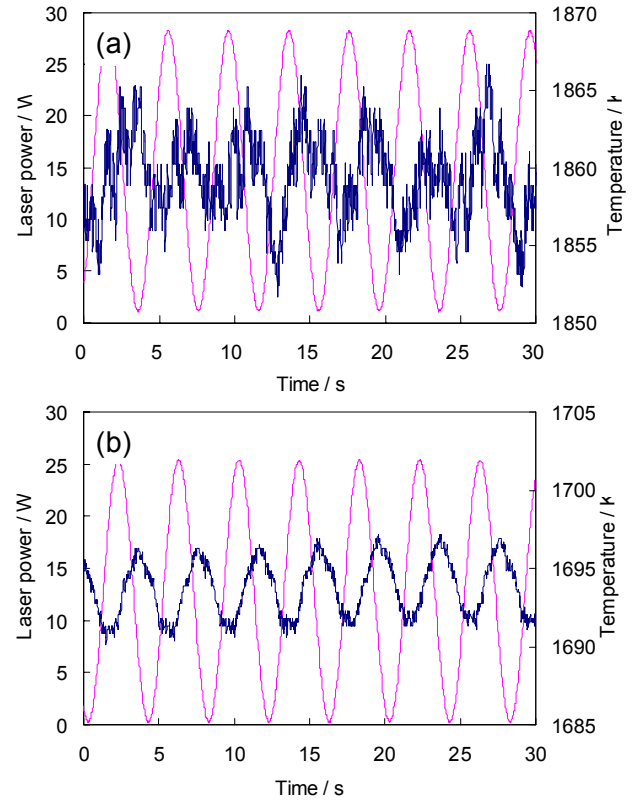 (a)
30
25
20
15
10
5
0
Laser power /
1870
1865
1860
1855
1850
Temperature /
0 5 10 15 20 25 30
Time / s
(b)
30
25
20
15
10
5
0
Laser power / W
1705
1700
1695
1690
1685
Temperature /
0 5 10 15 20 25 30
Time / s